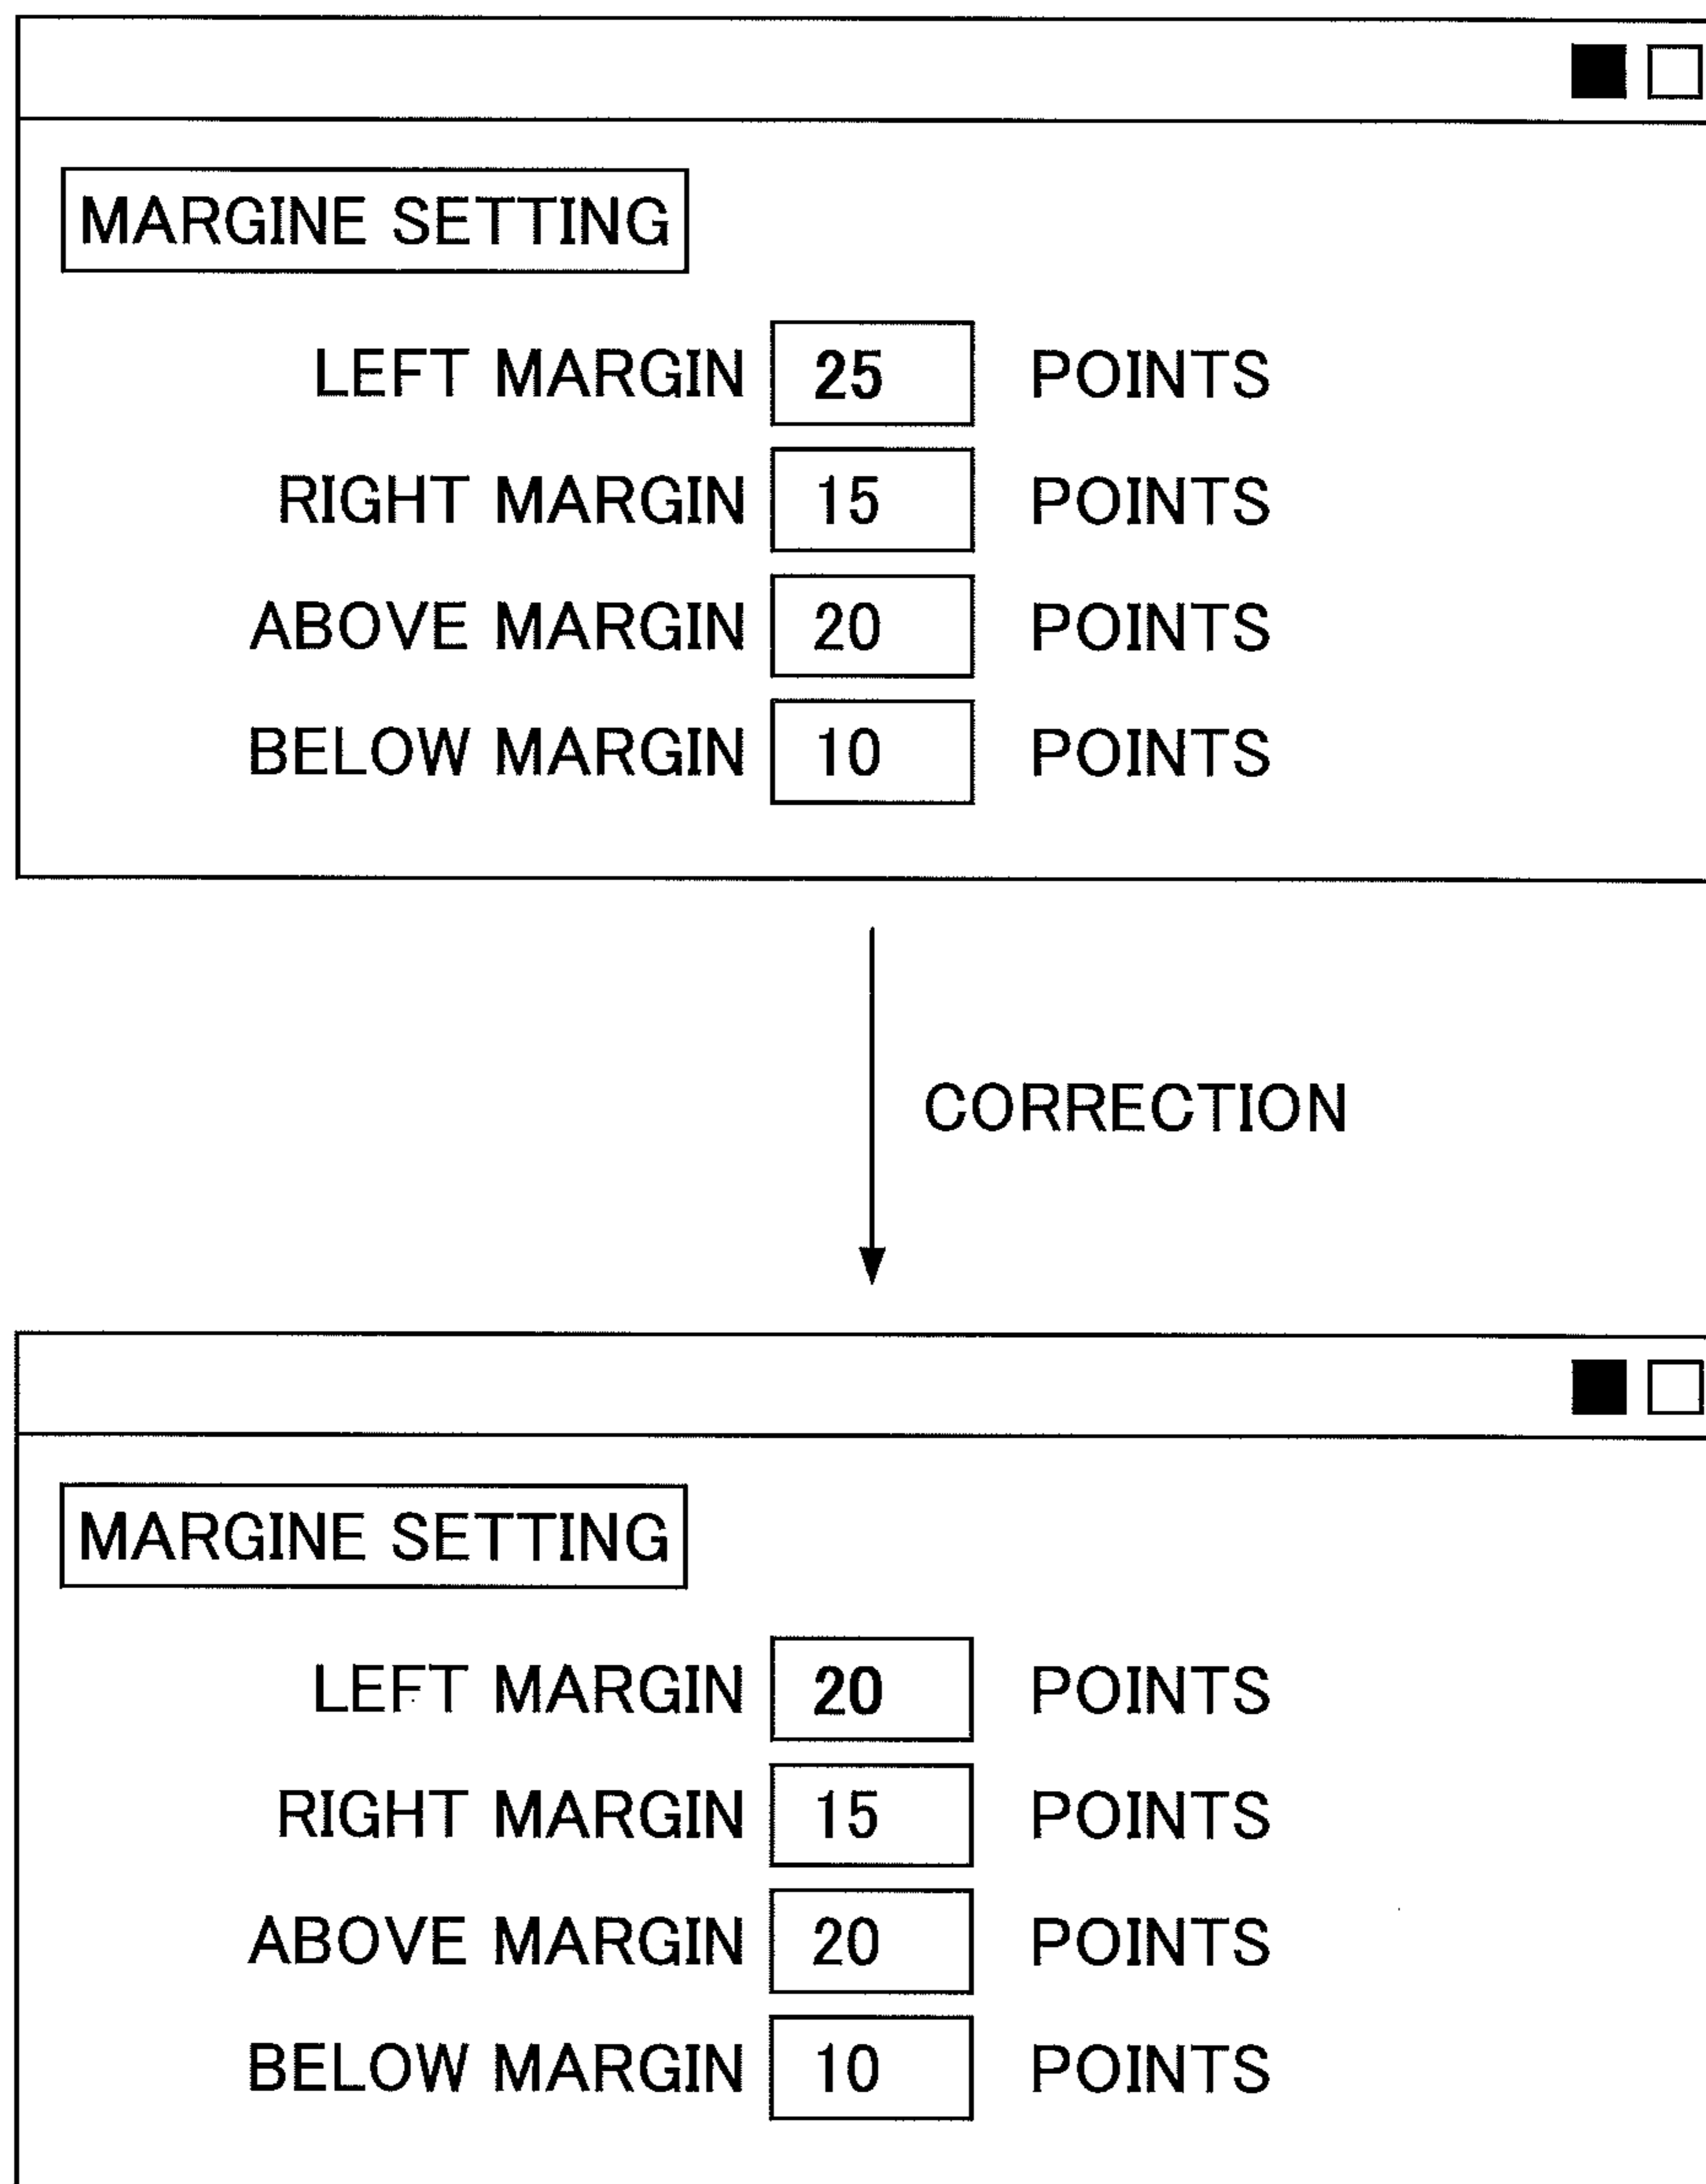 MARGINE SETTING
LEFT MARGIN 25 POINTS
RIGHT MARGIN 15 POINTS
ABOVE MARGIN 20 POINTS
BELOW MARGIN 10 POINTS
CORRECTION
MARGINE SETTING
LEFT MARGIN 20 POINTS
RIGHT MARGIN 15 POINTS
ABOVE MARGIN 20 POINTS
BELOW MARGIN 10 POINTS